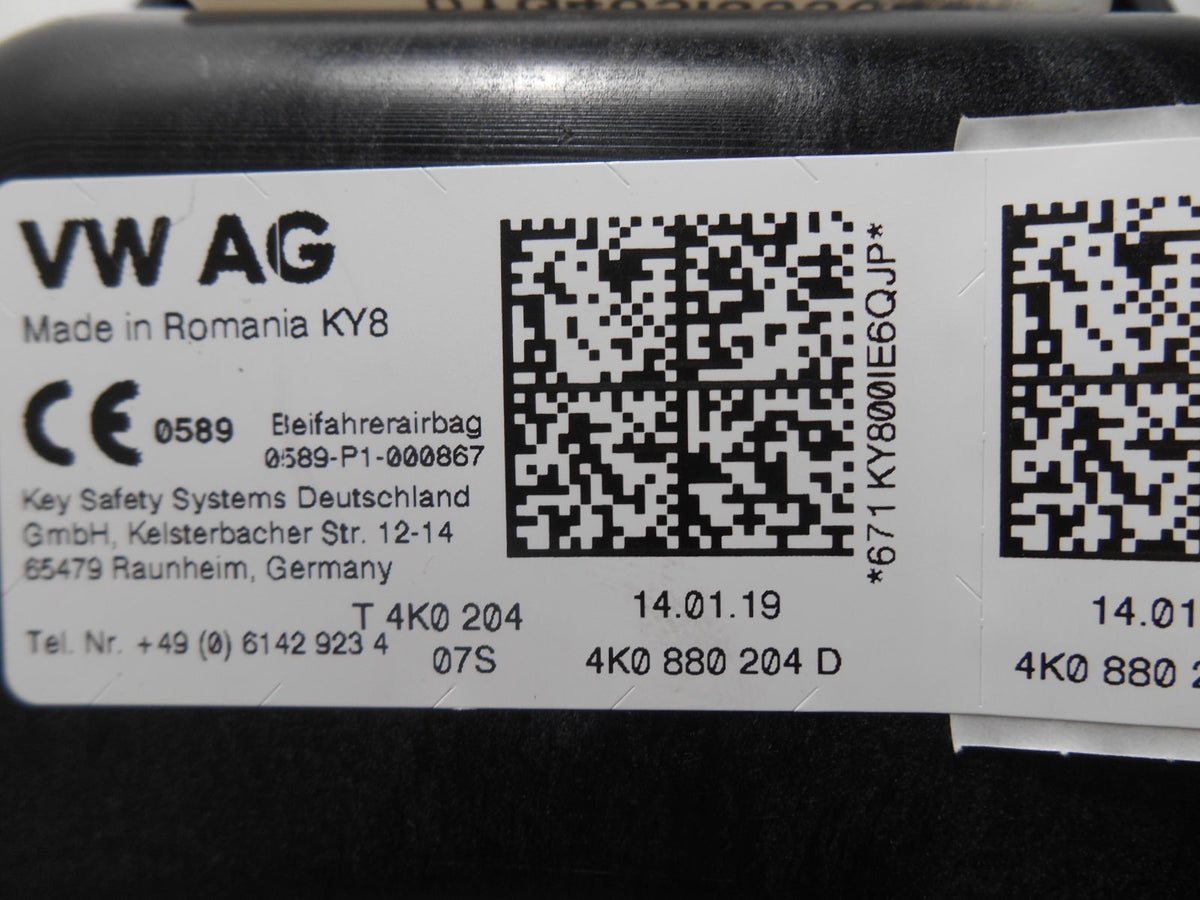 VW AG
Made in Romania KY8
CE 0589 Beifahrerairbag
0589-P1-000867
Key Safety Systems Deutschland
GmbH, Kelsterbacher Str. 12-14
65479 Raunheim, Germany
Tel. Nr. +49 (0) 6142 923 4
T 4K0 204
07S
*671 KY800IE6QJP*
14.01.19
4K0 880 204 D
14.01
4K0 880 2